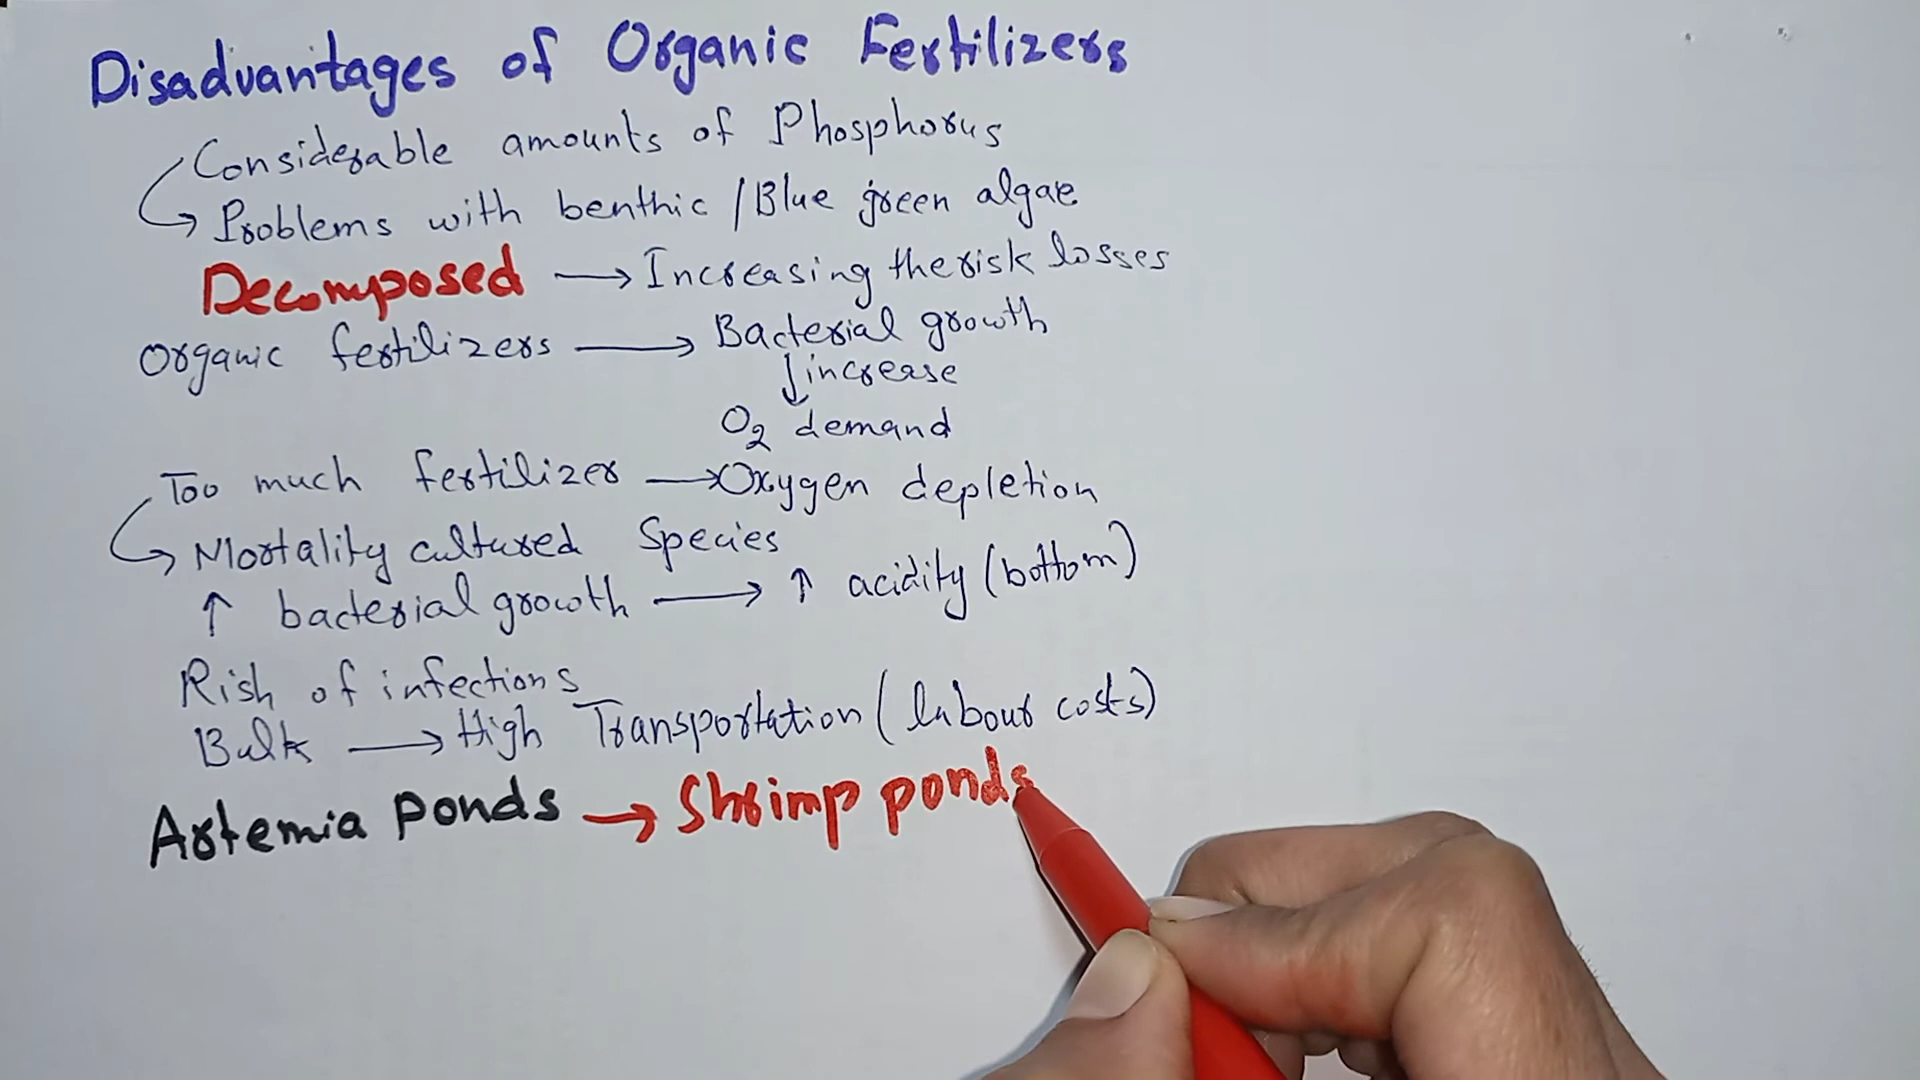 Disadvantages of Organic Fertilizers
Considerable amounts of Phosphorus
Problems with benthic / Blue green algae
Decomposed → Increasing the risk losses
Organic fertilizers → Bacterial growth
↓ increase
O₂ demand
Too much fertilizer → Oxygen depletion
Mortality cultured Species
↑ bacterial growth → ↑ acidity (bottom)
Risk of infections
Bulk → High Transportation (labour costs)
Artemia Ponds → Shrimp ponds